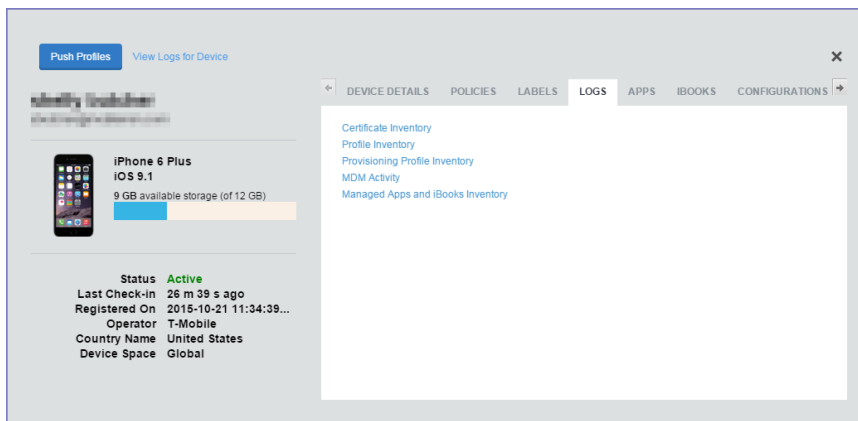 Push Profiles
View Logs for Device
DEVICE DETAILS POLICIES LABELS LOGS APPS IBOOKS CONFIGURATIONS
Certificate Inventory
Profile Inventory
Provisioning Profile Inventory
MDM Activity
Managed Apps and iBooks Inventory
iPhone 6 Plus
iOS 9.1
9 GB available storage (of 12 GB)
Status Active
Last Check-in 26 m 39 s ago
Registered On 2015-10-21 11:34:39...
Operator T-Mobile
Country Name United States
Device Space Global